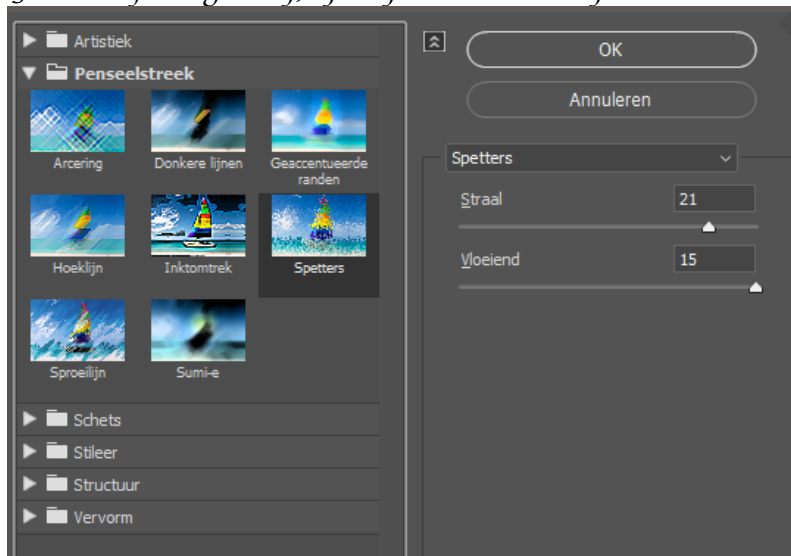 Artistiek
Penseelstreek
Arcering
Donkere lijnen
Geaccentueerde
randen
Hoeklijn
Inktomtrek
Spetters
Sproeilijn
Sumi-e
Schets
Stileer
Structuur
Vervorm
OK
Annuleren
Spetters
Straal 21
Vloeiend 15